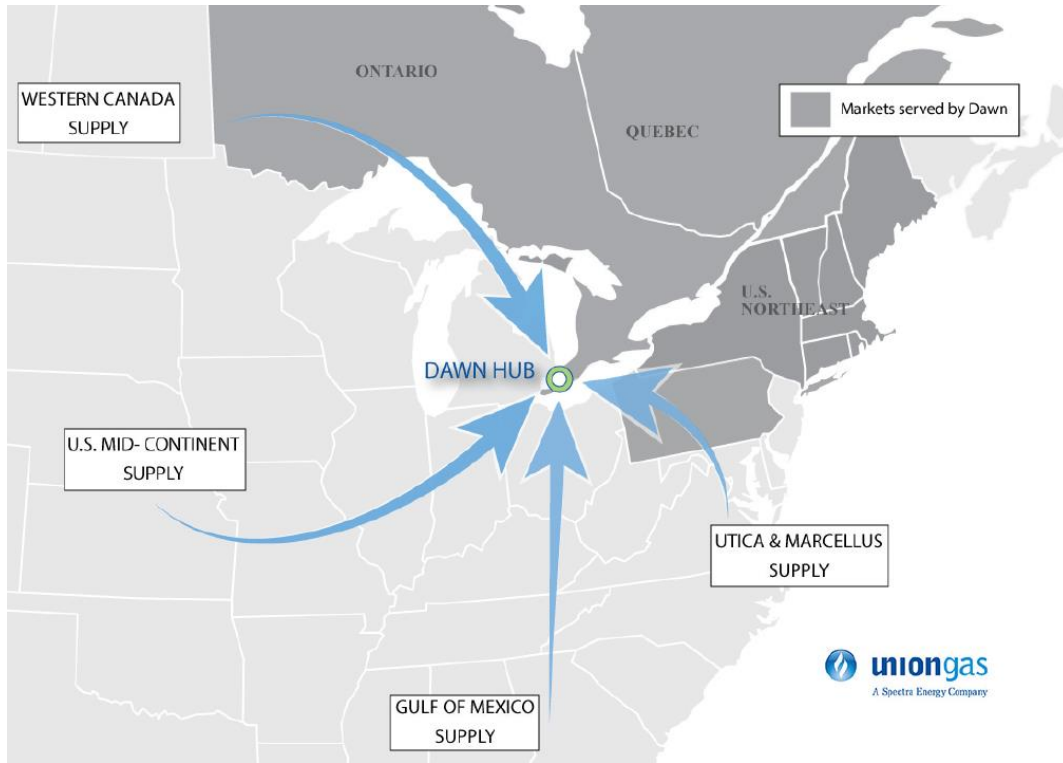 ONTARIO
WESTERN CANADA
SUPPLY
Markets served by Dawn
QUEBEC
U.S.
NORTHEAST
DAWN HUB
U.S. MID- CONTINENT
SUPPLY
UTICA & MARCELLUS
SUPPLY
uniongas
A Spectra Energy Company
GULF OF MEXICO
SUPPLY